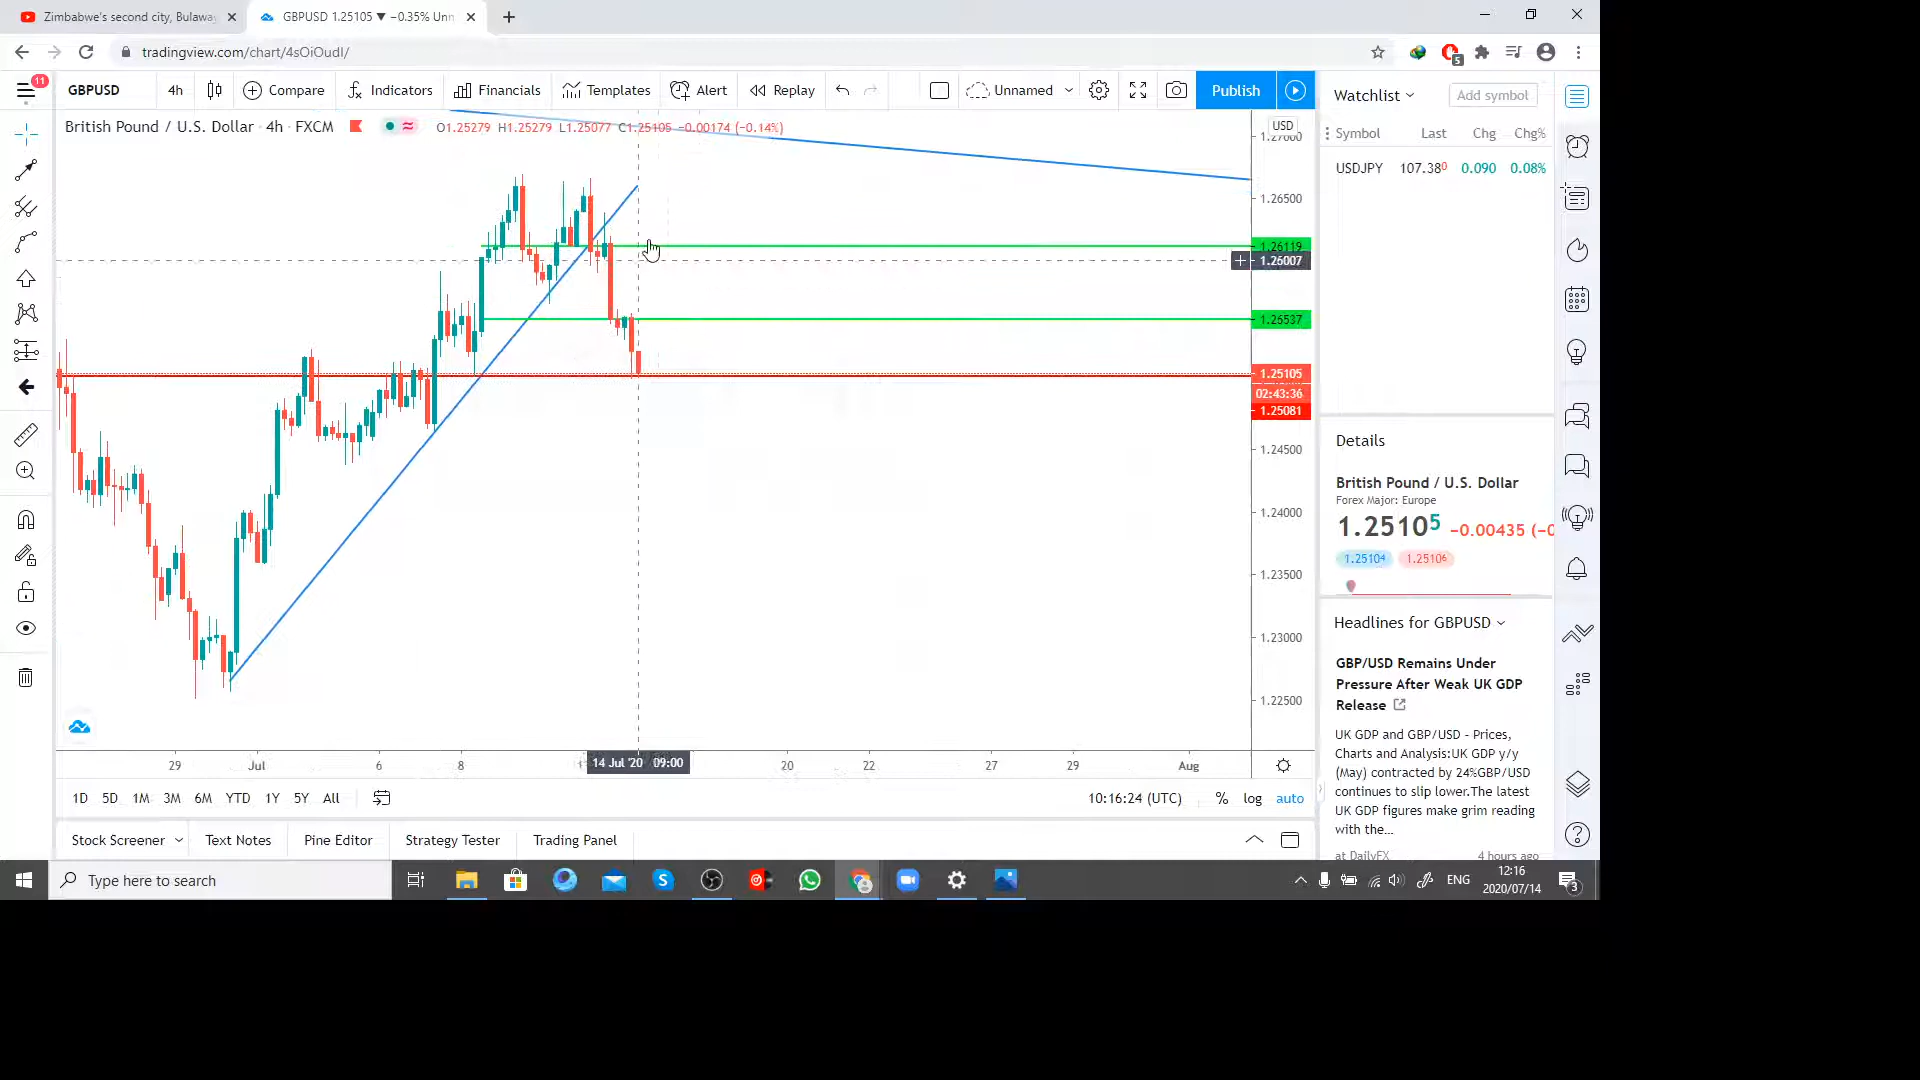 Zimbabwe's second city, Bulawa
GBPUSD 1.25105 ▼ −0.35% Unn
tradingview.com/chart/4sOiOudI/
5
11
GBPUSD 4h Compare Indicators Financials Templates Alert Replay Unnamed Publish
British Pound / U.S. Dollar · 4h · FXCM O1.25279 H1.25279 L1.25077 C1.25105 −0.00174 (−0.14%)
USD
1.27000
1.26500
1.26119
1.26007
1.25537
1.25105
02:43:36
1.25081
1.24500
1.24000
1.23500
1.23000
1.22500
29 Jul 6 8 14 Jul '20 09:00 20 22 27 29 Aug
1D 5D 1M 3M 6M YTD 1Y 5Y All 10:16:24 (UTC) % log auto
Stock Screener Text Notes Pine Editor Strategy Tester Trading Panel
Watchlist Add symbol
Symbol Last Chg Chg%
USDJPY 107.380 0.090 0.08%
Details
British Pound / U.S. Dollar
Forex Major: Europe
1.25105 −0.00435 (−0
1.25104 1.25106
Headlines for GBPUSD
GBP/USD Remains Under
Pressure After Weak UK GDP
Release
UK GDP and GBP/USD - Prices,
Charts and Analysis:UK GDP y/y
(May) contracted by 24%GBP/USD
continues to slip lower.The latest
UK GDP figures make grim reading
with the...
at DailyFX 4 hours ago
Type here to search
ENG
12:16
2020/07/14
3